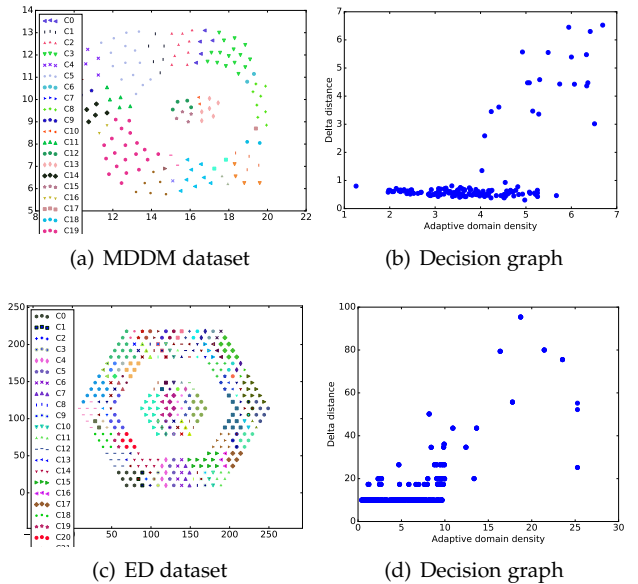 14
13
12
11
10
9
8
7
6
5
8
12
14
16
18
20
22
C0
C1
C2
C3
C4
C5
C6
C7
C8
C9
C10
C11
C12
C13
C14
C15
C16
C17
C18
C19
(a) MDDM dataset
7
6
5
4
3
2
1
0
1
2
3
4
5
6
7
Delta distance
Adaptive domain density
(b) Decision graph
250
200
150
100
50
0
50
100
150
200
250
C0
C1
C2
C3
C4
C5
C6
C7
C8
C9
C10
C11
C12
C13
C14
C15
C16
C17
C18
C19
C20
(c) ED dataset
100
80
60
40
20
0
0
5
10
15
20
25
30
Delta distance
Adaptive domain density
(d) Decision graph